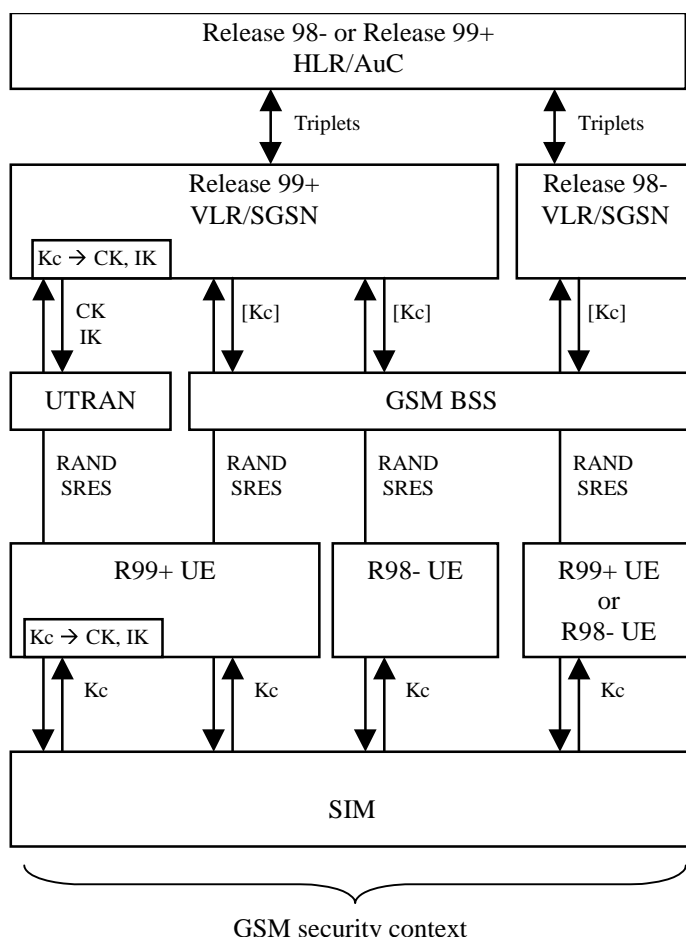 Release 98- or Release 99+
HLR/AuC
Triplets
Triplets
Release 99+
VLR/SGSN
Release 98-
VLR/SGSN
Kc → CK, IK
CK
IK
[Kc]
[Kc]
[Kc]
UTRAN
GSM BSS
RAND
SRES
RAND
SRES
RAND
SRES
RAND
SRES
R99+ UE
R98- UE
R99+ UE
or
R98- UE
Kc → CK, IK
Kc
Kc
Kc
Kc
SIM
GSM security context